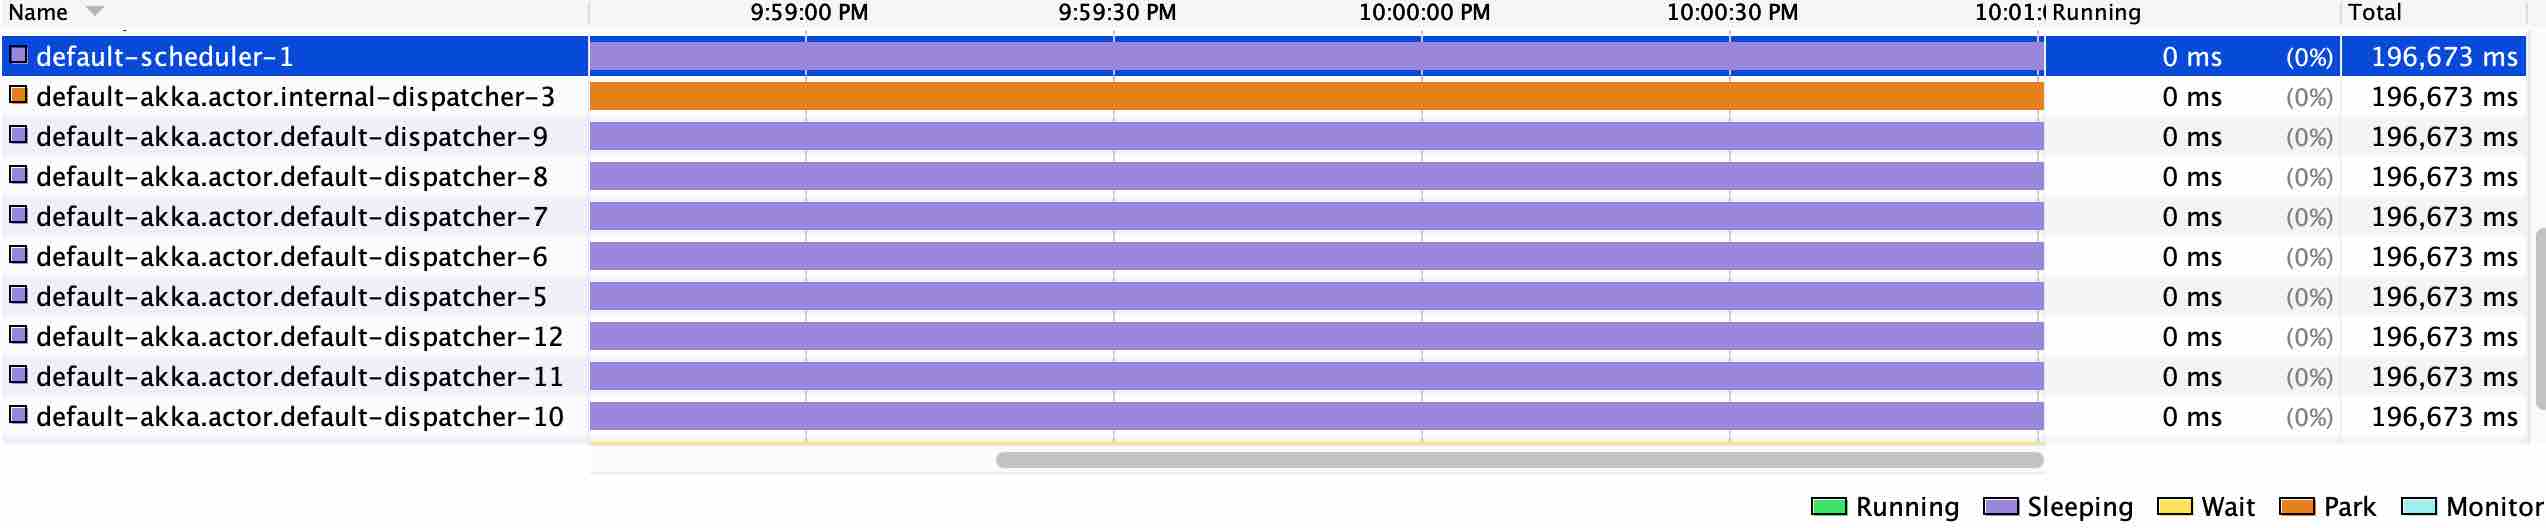 Name 9:59:00 PM 9:59:30 PM 10:00:00 PM 10:00:30 PM 10:01: Running Total
default-scheduler-1 0 ms (0%) 196,673 ms
default-akka.actor.internal-dispatcher-3 0 ms (0%) 196,673 ms
default-akka.actor.default-dispatcher-9 0 ms (0%) 196,673 ms
default-akka.actor.default-dispatcher-8 0 ms (0%) 196,673 ms
default-akka.actor.default-dispatcher-7 0 ms (0%) 196,673 ms
default-akka.actor.default-dispatcher-6 0 ms (0%) 196,673 ms
default-akka.actor.default-dispatcher-5 0 ms (0%) 196,673 ms
default-akka.actor.default-dispatcher-12 0 ms (0%) 196,673 ms
default-akka.actor.default-dispatcher-11 0 ms (0%) 196,673 ms
default-akka.actor.default-dispatcher-10 0 ms (0%) 196,673 ms
Running Sleeping Wait Park Monitor